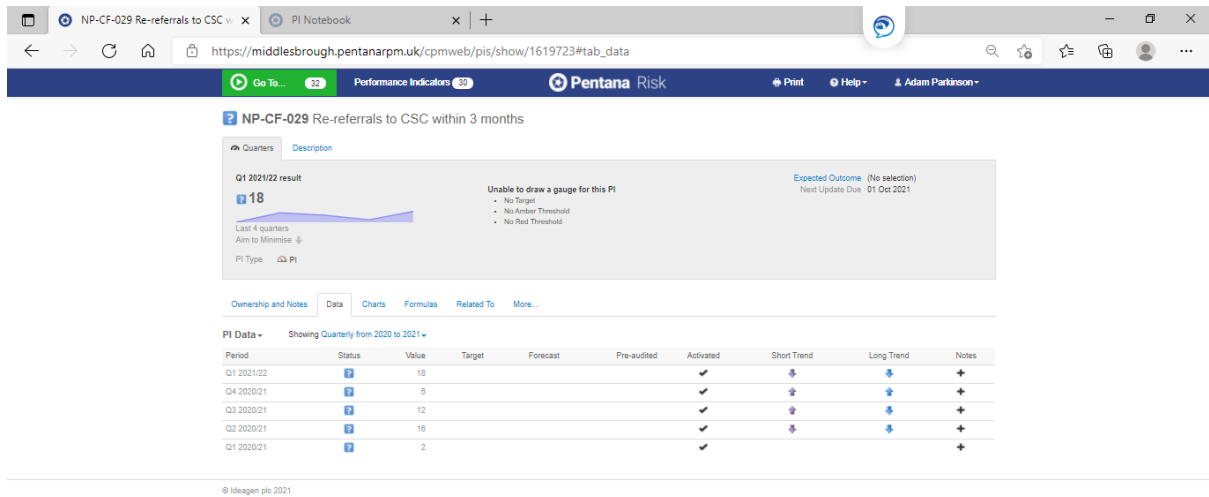 NP-CF-029 Re-referrals to CSC w
PI Notebook
https://middlesbrough.pentanarpm.uk/cpmweb/pis/show/1619723#tab_data
Go To... 32 Performance Indicators 30 Pentana Risk Print Help Adam Parkinson
NP-CF-029 Re-referrals to CSC within 3 months
Quarters Description
Q1 2021/22 result
18
Last 4 quarters
Aim to Minimise
PI Type PI
Unable to draw a gauge for this PI
• No Target
• No Amber Threshold
• No Red Threshold
Expected Outcome (No selection)
Next Update Due 01 Oct 2021
Ownership and Notes Data Charts Formulas Related To More...
PI Data Showing Quarterly from 2020 to 2021
Period Status Value Target Forecast Pre-audited Activated Short Trend Long Trend Notes
Q1 2021/22 ? 18
Q4 2020/21 ? 6
Q3 2020/21 ? 12
Q2 2020/21 ? 16
Q1 2020/21 ? 2
© Ideagen plc 2021